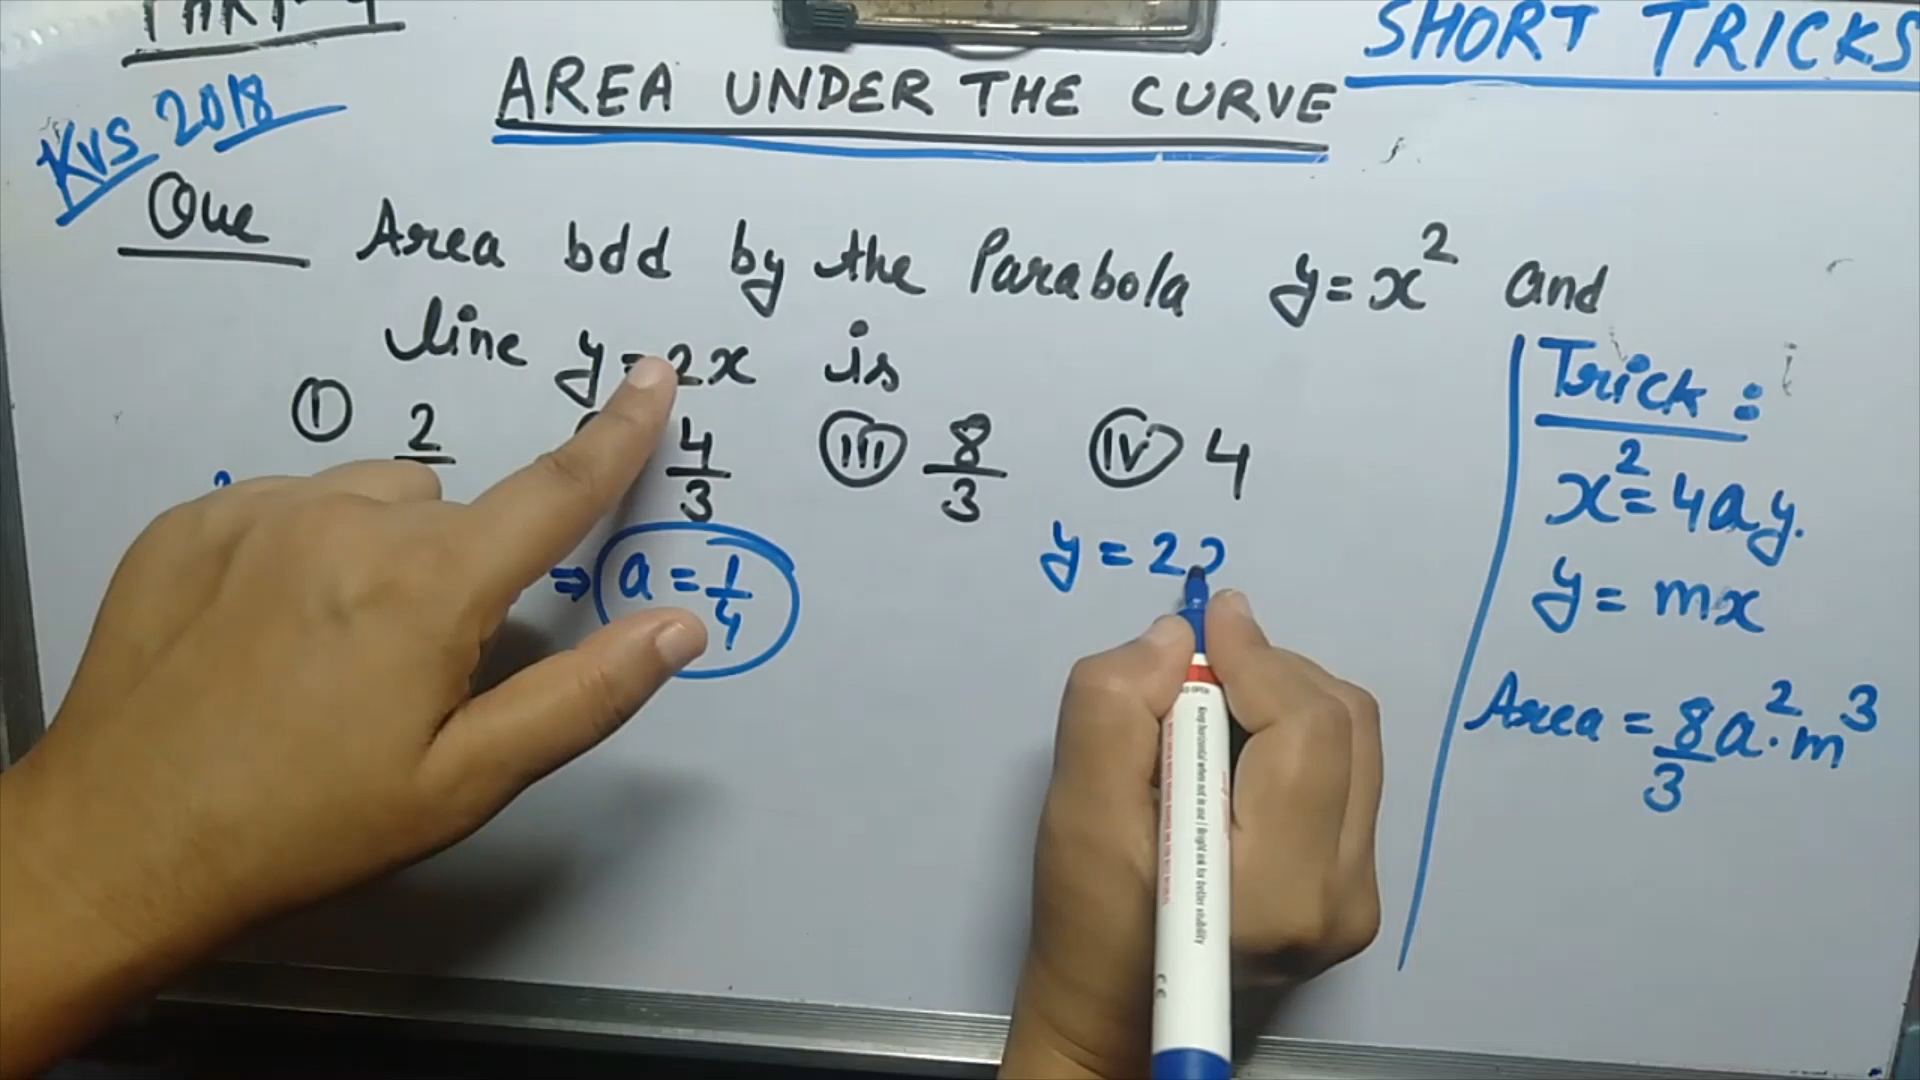 SHORT TRICKS
AREA UNDER THE CURVE
KVS 2018
Que Area bdd by the Parabola y = x² and
line y = 2x is
(i) 2 4/3 (iii) 8/3 (iv) 4
⇒ a = 1/4
y = 2
Trick :
x² = 4ay.
y = mx
Area = 8/3 a². m³